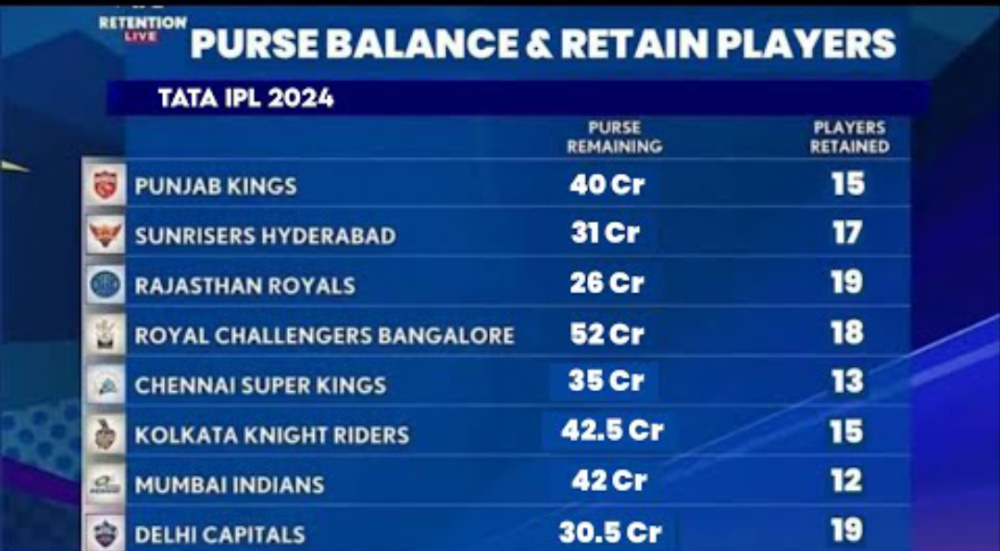 RETENTION
LIVE
PURSE BALANCE & RETAIN PLAYERS
TATA IPL 2024
PURSE REMAINING PLAYERS RETAINED
PUNJAB KINGS 40 Cr 15
SUNRISERS HYDERABAD 31 Cr 17
RAJASTHAN ROYALS 26 Cr 19
ROYAL CHALLENGERS BANGALORE 52 Cr 18
CHENNAI SUPER KINGS 35 Cr 13
KOLKATA KNIGHT RIDERS 42.5 Cr 15
MUMBAI INDIANS 42 Cr 12
DELHI CAPITALS 30.5 Cr 19